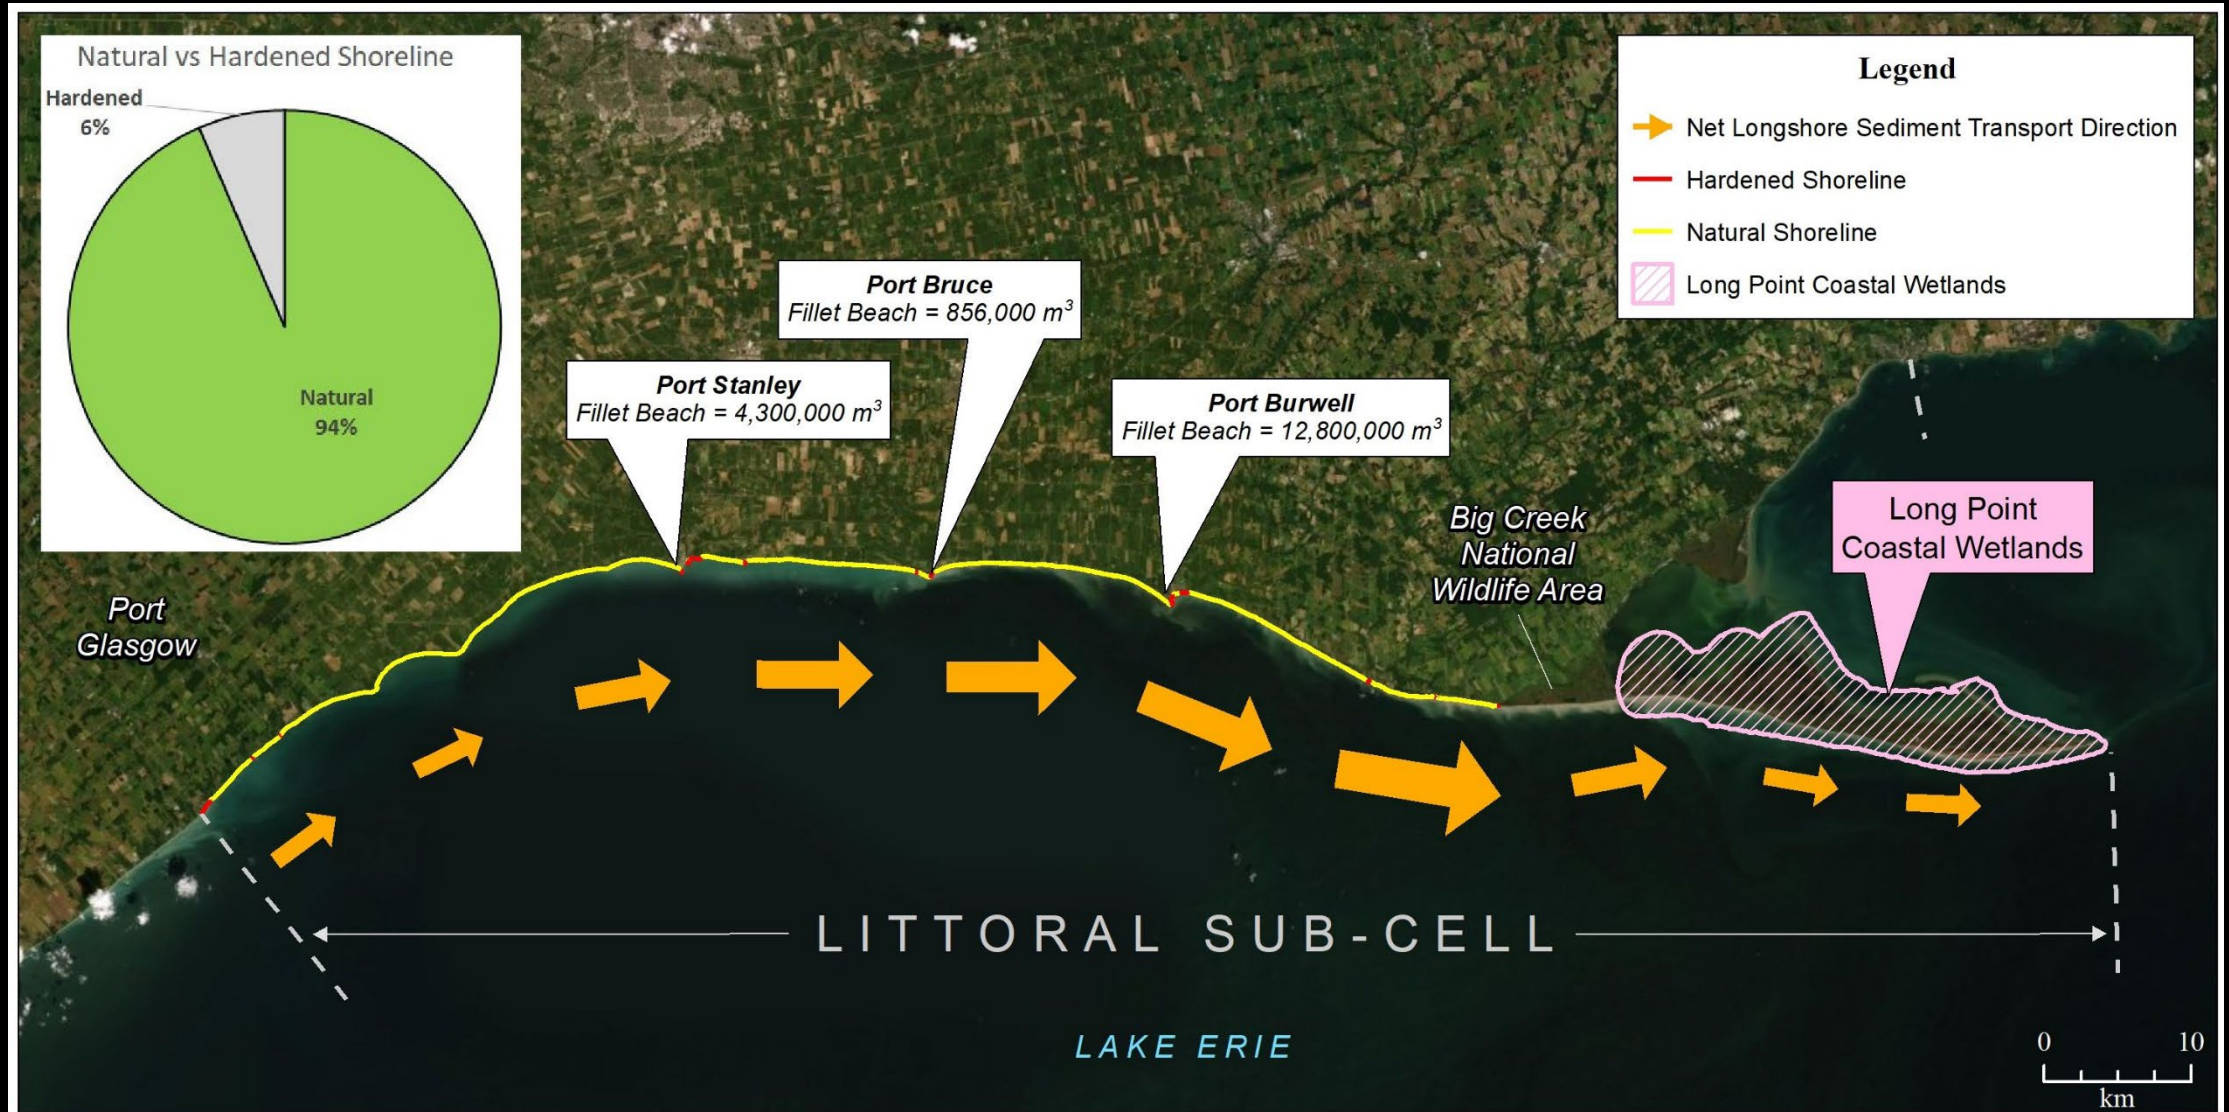 Natural vs Hardened Shoreline
Hardened
6%
Natural
94%
Legend
Net Longshore Sediment Transport Direction
Hardened Shoreline
Natural Shoreline
Long Point Coastal Wetlands
Port Bruce
Fillet Beach = 856,000 m³
Port Stanley
Fillet Beach = 4,300,000 m³
Port Burwell
Fillet Beach = 12,800,000 m³
Big Creek
National
Wildlife Area
Long Point
Coastal Wetlands
Port
Glasgow
LITTORAL SUB-CELL
LAKE ERIE
0 10
km